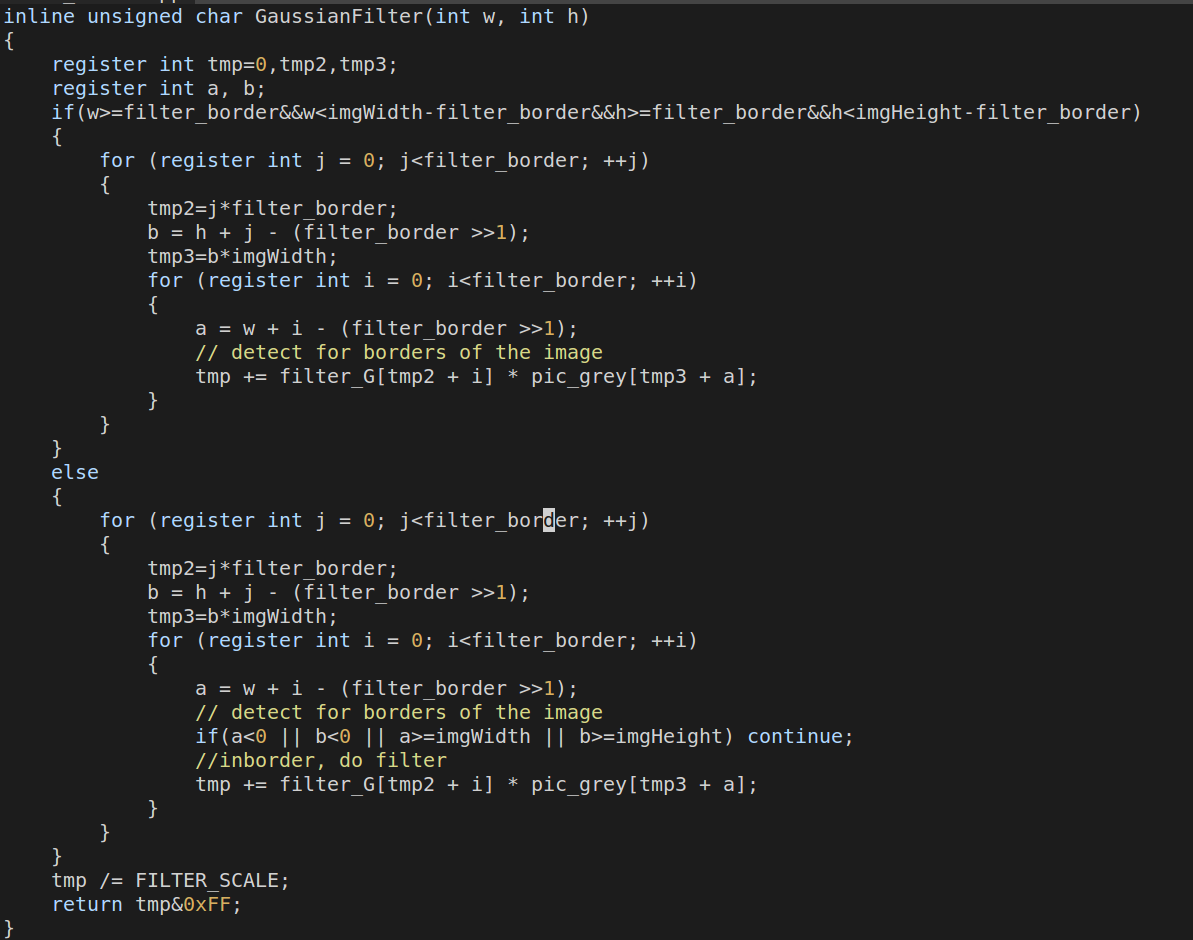 inline unsigned char GaussianFilter(int w, int h)
{
    register int tmp=0,tmp2,tmp3;
    register int a, b;
    if(w>=filter_border&&w<imgWidth-filter_border&&h>=filter_border&&h<imgHeight-filter_border)
    {
        for (register int j = 0; j<filter_border; ++j)
        {
            tmp2=j*filter_border;
            b = h + j - (filter_border >>1);
            tmp3=b*imgWidth;
            for (register int i = 0; i<filter_border; ++i)
            {
                a = w + i - (filter_border >>1);
                // detect for borders of the image
                tmp += filter_G[tmp2 + i] * pic_grey[tmp3 + a];
            }
        }
    }
    else
    {
        for (register int j = 0; j<filter_border; ++j)
        {
            tmp2=j*filter_border;
            b = h + j - (filter_border >>1);
            tmp3=b*imgWidth;
            for (register int i = 0; i<filter_border; ++i)
            {
                a = w + i - (filter_border >>1);
                // detect for borders of the image
                if(a<0 || b<0 || a>=imgWidth || b>=imgHeight) continue;
                //inborder, do filter
                tmp += filter_G[tmp2 + i] * pic_grey[tmp3 + a];
            }
        }
    }
    tmp /= FILTER_SCALE;
    return tmp&0xFF;
}